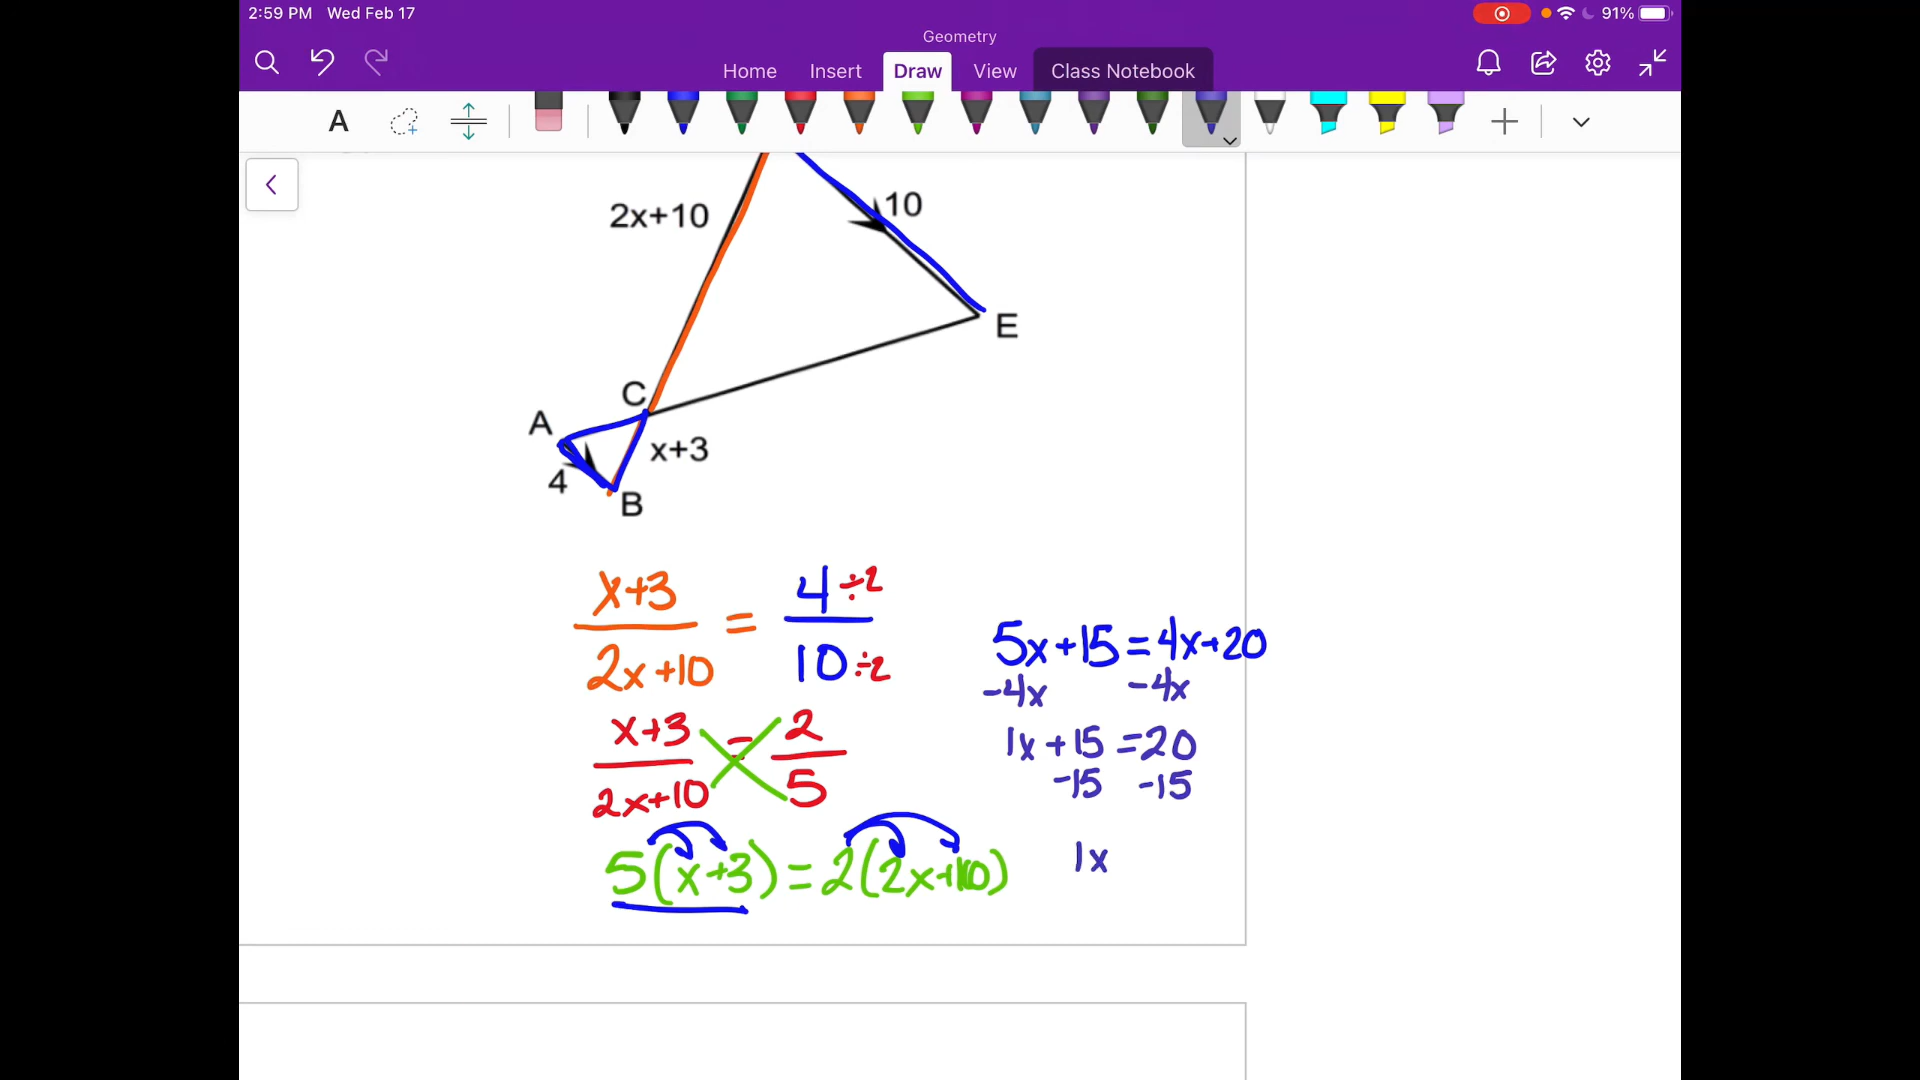 2:59 PM Wed Feb 17
91%
Geometry
Home Insert Draw View Class Notebook
A
2x+10
10
E
C
A
x+3
4
B
x+3 = 4 ÷2
2x+10 10 ÷2
x+3 = 2
2x+10 5
5(x+3) = 2(2x+10)
5x+15=4x+20
-4x -4x
1x+15=20
-15 -15
1x